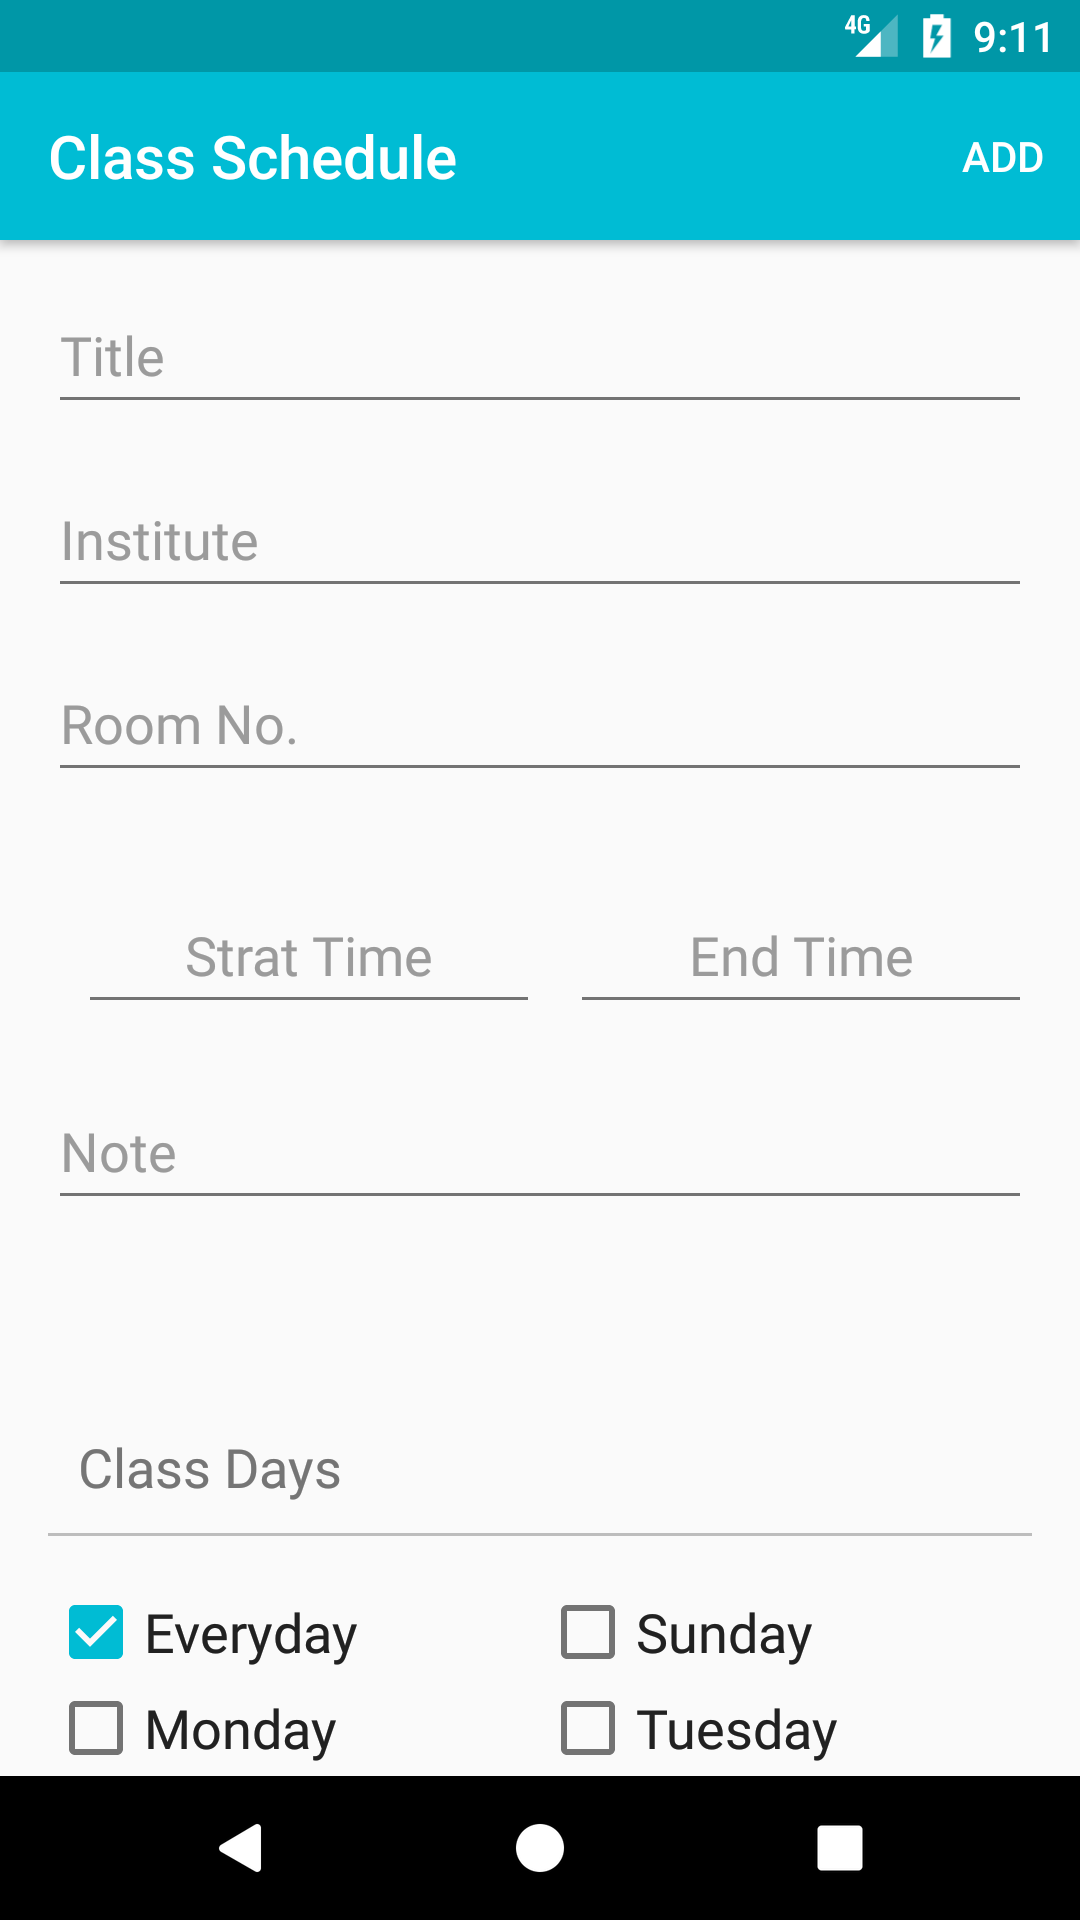 4G 9:11
Class Schedule ADD
Title
Institute
Room No.
Strat Time End Time
Note
Class Days
Everyday Sunday
Monday Tuesday